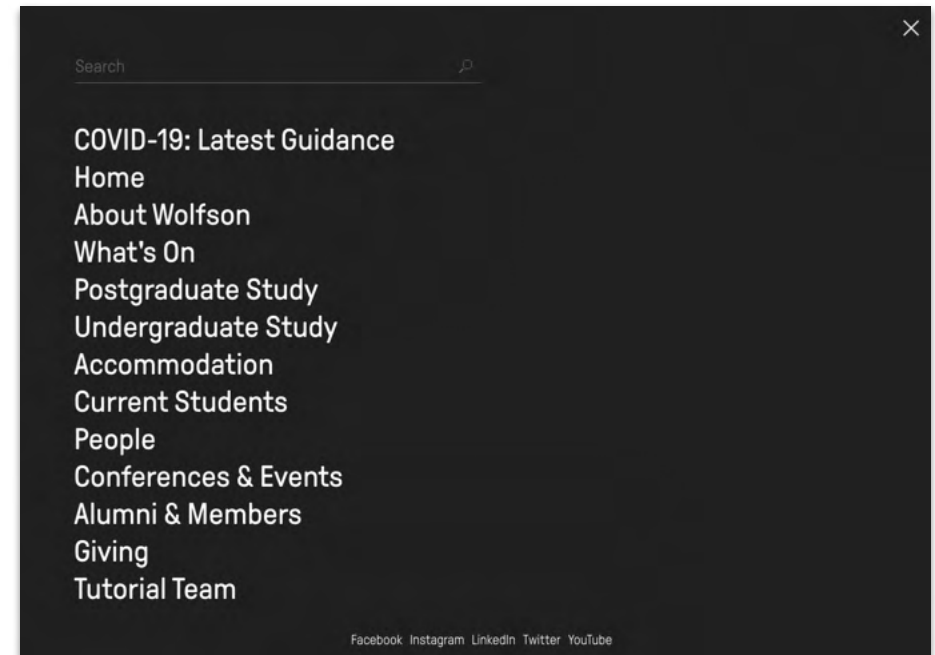 Search
COVID-19: Latest Guidance
Home
About Wolfson
What's On
Postgraduate Study
Undergraduate Study
Accommodation
Current Students
People
Conferences & Events
Alumni & Members
Giving
Tutorial Team
Facebook Instagram LinkedIn Twitter YouTube